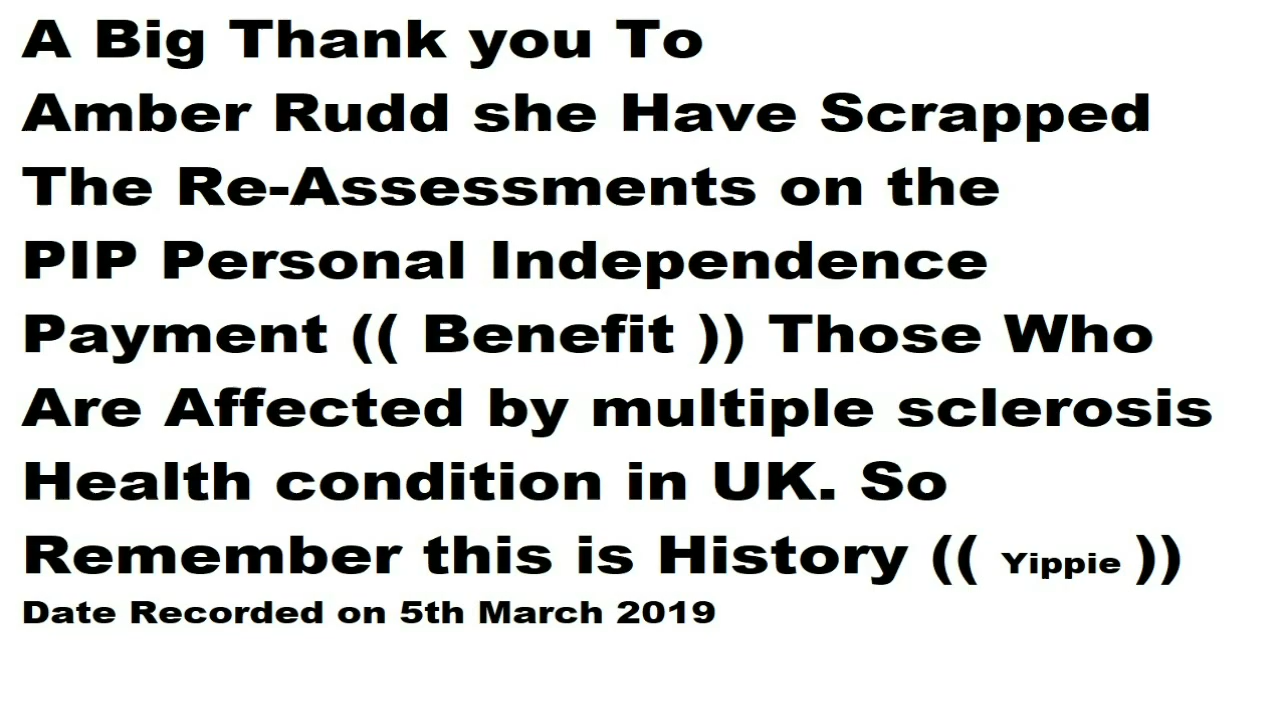 A Big Thank you To
Amber Rudd she Have Scrapped
The Re-Assessments on the
PIP Personal Independence
Payment (( Benefit )) Those Who
Are Affected by multiple sclerosis
Health condition in UK. So
Remember this is History (( Yippie ))
Date Recorded on 5th March 2019